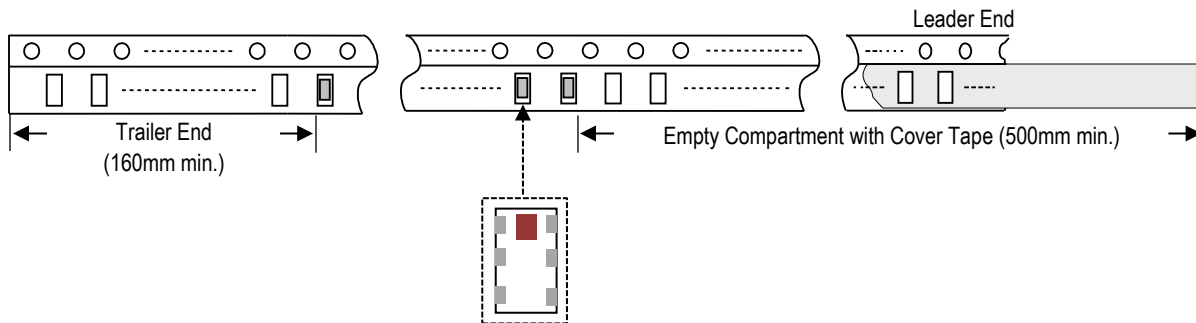 Leader End
Trailer End
(160mm min.)
Empty Compartment with Cover Tape (500mm min.)